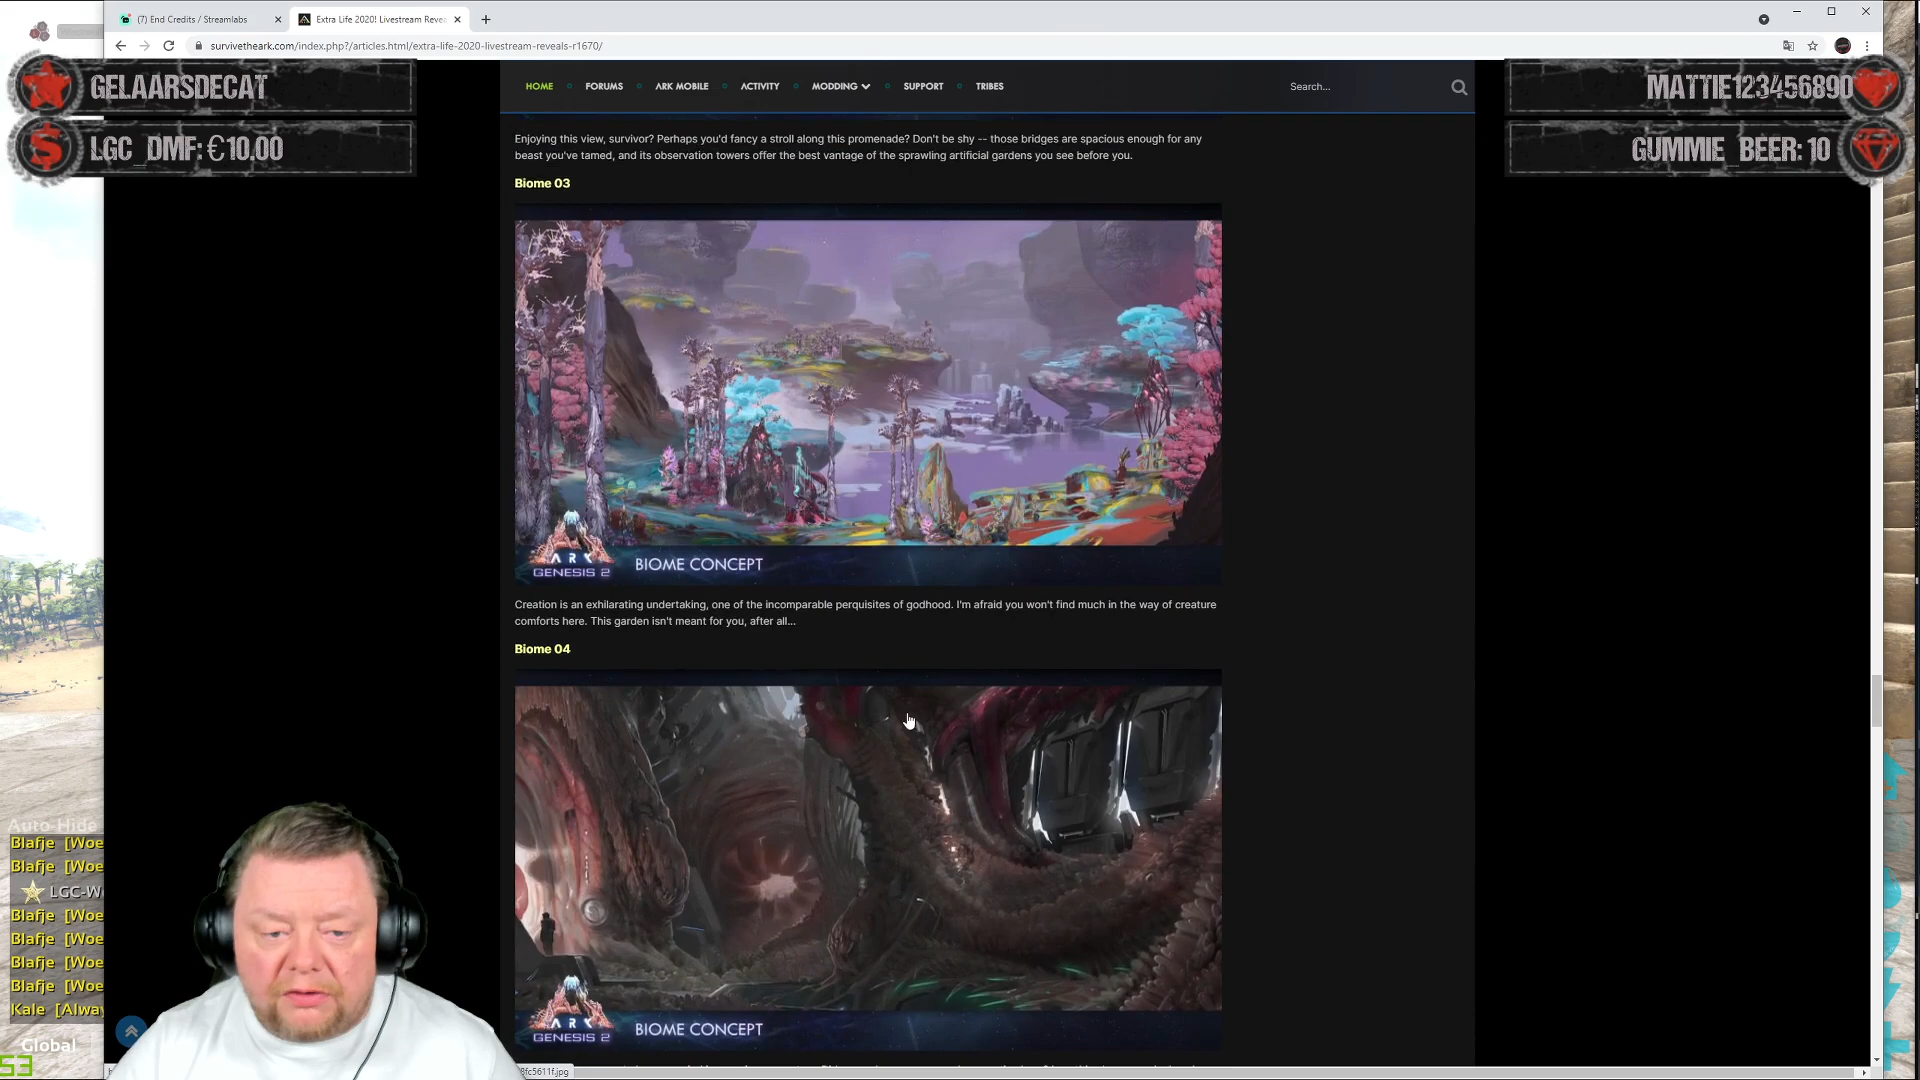 (7) End Credits / Streamlabs
Extra Life 2020! Livestream Reve
survivetheark.com/index.php?/articles.html/extra-life-2020-livestream-reveals-r1670/
GELAARSDECAT
LGC_DMF: €10.00
MATTIE123456890
GUMMIE_BEER: 10
HOME
FORUMS
ARK MOBILE
ACTIVITY
MODDING
SUPPORT
TRIBES
Search...
Enjoying this view, survivor? Perhaps you'd fancy a stroll along this promenade? Don't be shy -- those bridges are spacious enough for any
beast you've tamed, and its observation towers offer the best vantage of the sprawling artificial gardens you see before you.
Biome 03
ARK
GENESIS 2
BIOME CONCEPT
Creation is an exhilarating undertaking, one of the incomparable perquisites of godhood. I'm afraid you won't find much in the way of creature
comforts here. This garden isn't meant for you, after all...
Biome 04
ARK
GENESIS 2
BIOME CONCEPT
8fc5611f.jpg
Auto-Hide
Blafje [Woe
Blafje [Woe
LGC-W
Blafje [Woe
Blafje [Woe
Blafje [Woe
Blafje [Woe
Kale [Alway
Global
53